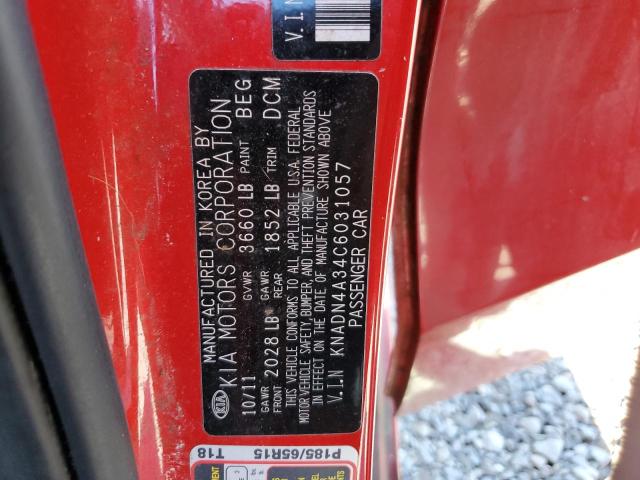 V.I.N
MANUFACTURED IN KOREA BY
KIA KIA MOTORS CORPORATION
10/11 GVWR 3660 LB PAINT BEG
GAWR FRONT 2028 LB GAWR REAR 1852 LB TRIM DCM
THIS VEHICLE CONFORMS TO ALL APPLICABLE U.S.A. FEDERAL
MOTOR VEHICLE SAFETY, BUMPER, AND THEFT PREVENTION STANDARDS
IN EFFECT ON THE DATE OF MANUFACTURE SHOWN ABOVE
V.I.N KNADN4A34C6031057
PASSENGER CAR
T18 P185/65R15